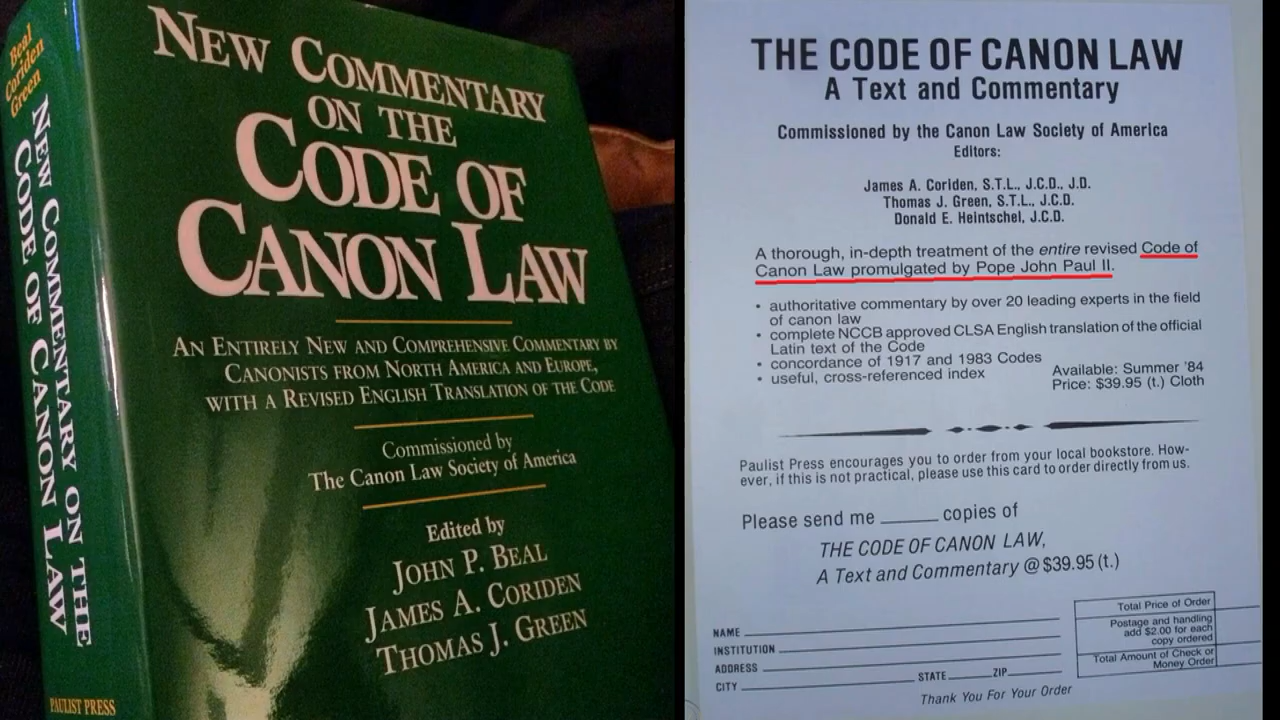 Beal
Coriden
Green
NEW COMMENTARY ON THE
CODE OF CANON LAW
PAULIST PRESS
NEW COMMENTARY
ON THE
CODE OF
CANON LAW
AN ENTIRELY NEW AND COMPREHENSIVE COMMENTARY BY
CANONISTS FROM NORTH AMERICA AND EUROPE,
WITH A REVISED ENGLISH TRANSLATION OF THE CODE
Commissioned by
The Canon Law Society of America
Edited by
JOHN P. BEAL
JAMES A. CORIDEN
THOMAS J. GREEN
THE CODE OF CANON LAW
A Text and Commentary
Commissioned by the Canon Law Society of America
Editors:
James A. Coriden, S.T.L., J.C.D., J.D.
Thomas J. Green, S.T.L., J.C.D.
Donald E. Heintschel, J.C.D.
A thorough, in-depth treatment of the entire revised Code of
Canon Law promulgated by Pope John Paul II.
• authoritative commentary by over 20 leading experts in the field
of canon law
• complete NCCB approved CLSA English translation of the official
Latin text of the Code
• concordance of 1917 and 1983 Codes
• useful, cross-referenced index
Available: Summer '84
Price: $39.95 (t.) Cloth
Paulist Press encourages you to order from your local bookstore. How-
ever, if this is not practical, please use this card to order directly from us.
Please send me ______ copies of
THE CODE OF CANON LAW,
A Text and Commentary @ $39.95 (t.)
NAME
INSTITUTION
ADDRESS
CITY STATE ZIP
Total Price of Order
Postage and handling
add $2.00 for each
copy ordered
Total Amount of Check or
Money Order
Thank You For Your Order